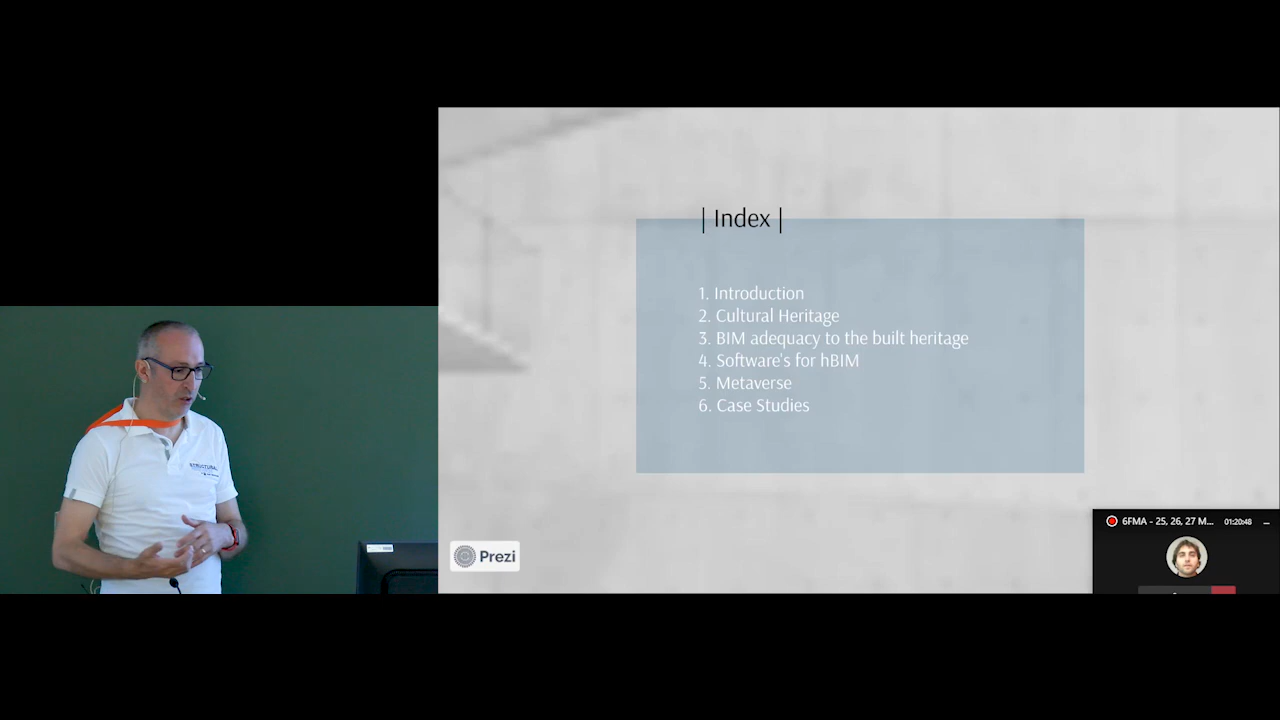 | Index |
1. Introduction
2. Cultural Heritage
3. BIM adequacy to the built heritage
4. Software's for hBIM
5. Metaverse
6. Case Studies
STRUCTURA
Prezi
6FMA - 25, 26, 27 M... 01:20:48